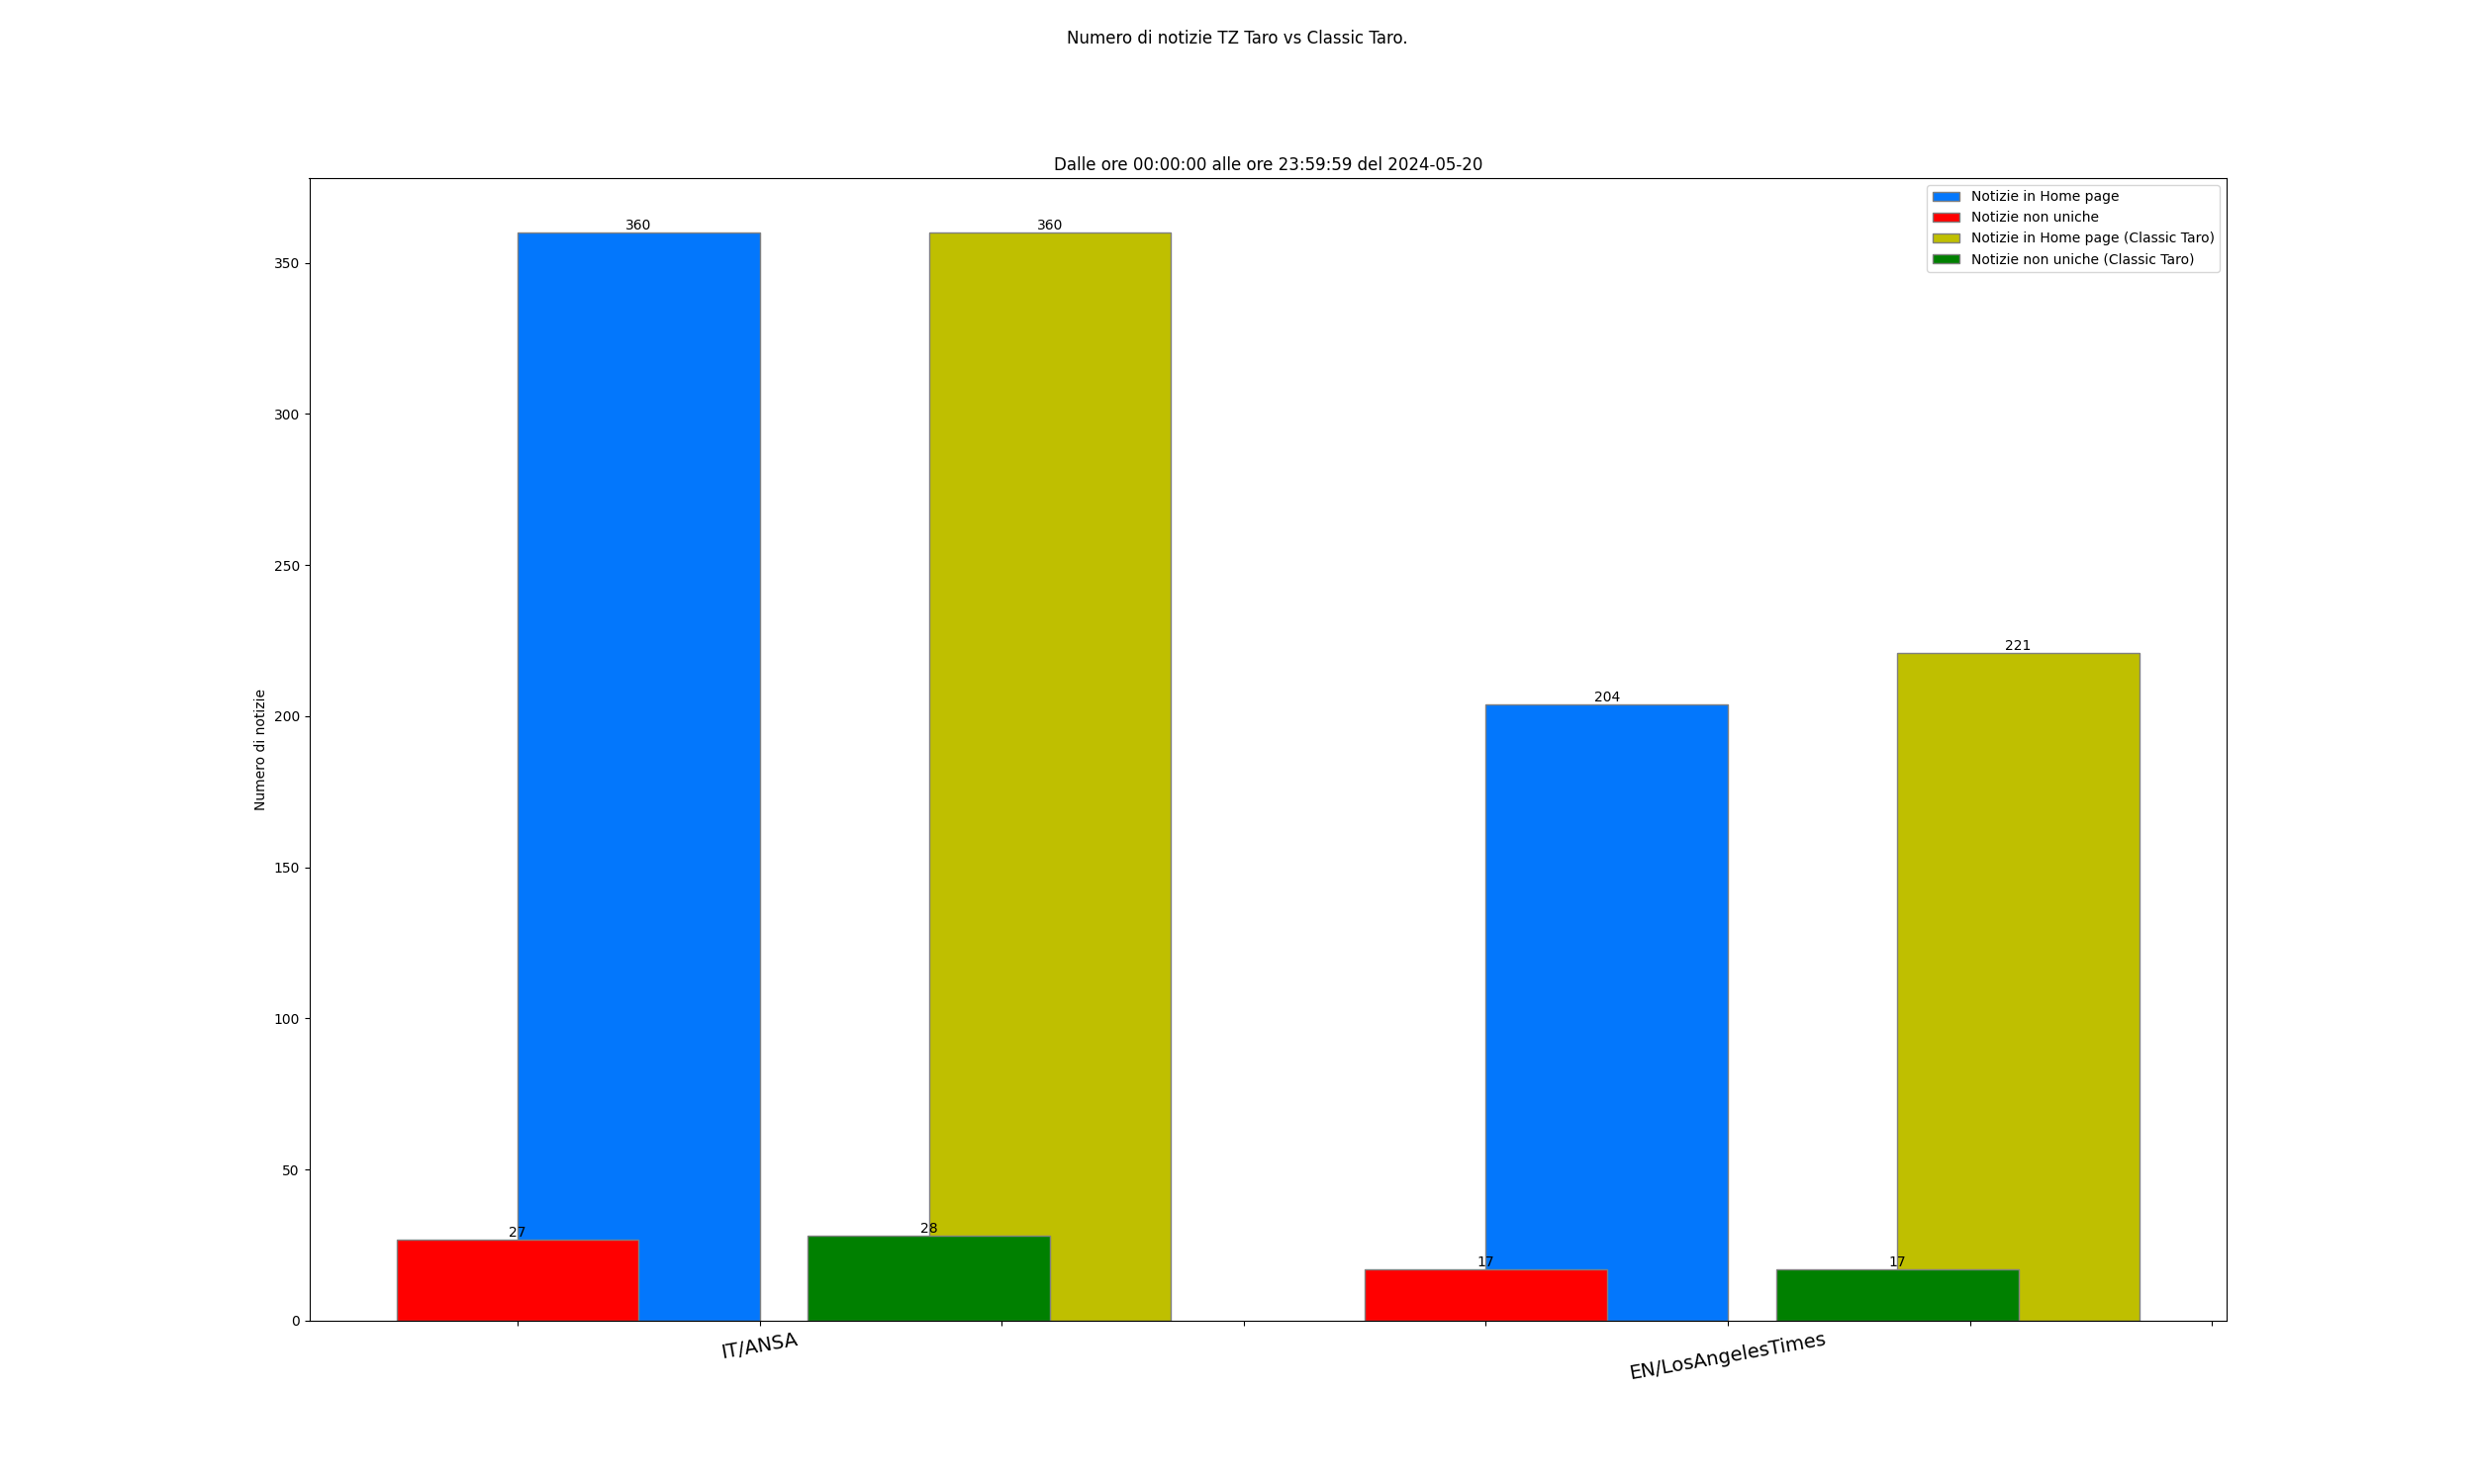 Numero di notizie TZ Taro vs Classic Taro.
Dalle ore 00:00:00 alle ore 23:59:59 del 2024-05-20
Notizie in Home page
Notizie non uniche
Notizie in Home page (Classic Taro)
Notizie non uniche (Classic Taro)
Numero di notizie
350
300
250
200
150
100
50
0
360
360
204
221
27
28
17
17
IT/ANSA
EN/LosAngelesTimes